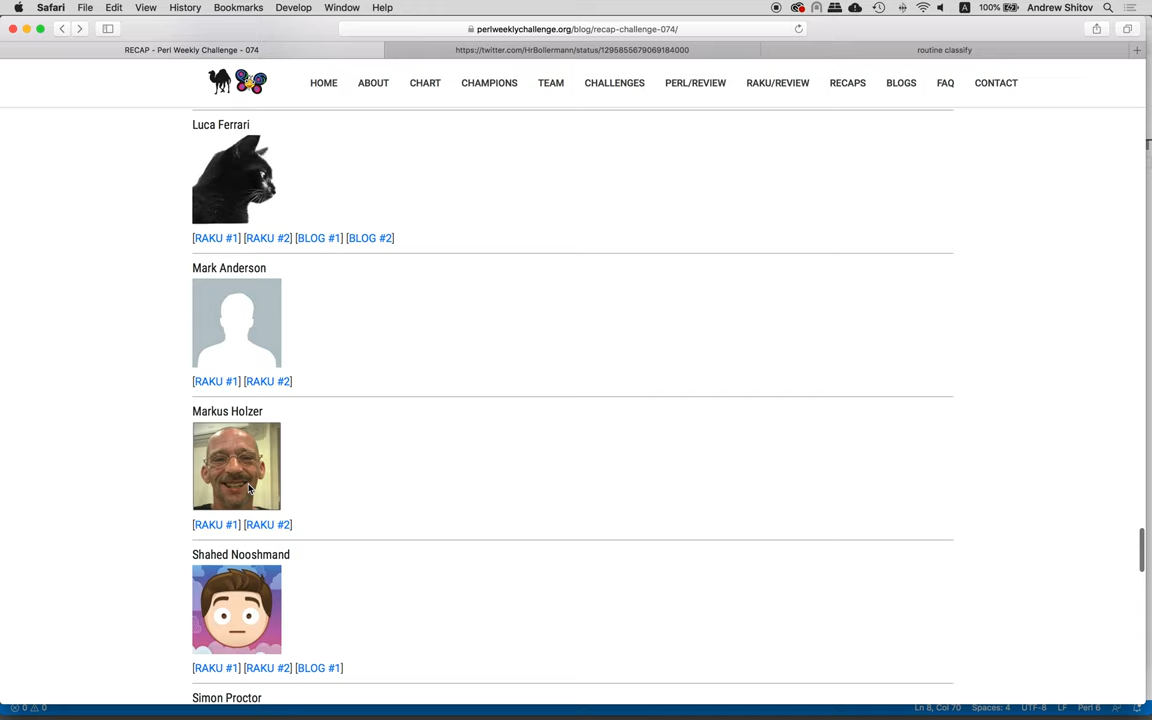 Safari File Edit View History Bookmarks Develop Window Help 100% A Andrew Shitov
perlweeklychallenge.org/blog/recap-challenge-074/
RECAP - Perl Weekly Challenge - 074 https://twitter.com/HrBollermann/status/1295855679069184000 routine classify
HOME ABOUT CHART CHAMPIONS TEAM CHALLENGES PERL/REVIEW RAKU/REVIEW RECAPS BLOGS FAQ CONTACT
Luca Ferrari
[RAKU #1] [RAKU #2] [BLOG #1] [BLOG #2]
Mark Anderson
[RAKU #1] [RAKU #2]
Markus Holzer
[RAKU #1] [RAKU #2]
Shahed Nooshmand
[RAKU #1] [RAKU #2] [BLOG #1]
Simon Proctor
0 0 Ln 8, Col 70 Spaces: 4 UTF-8 LF Perl 6